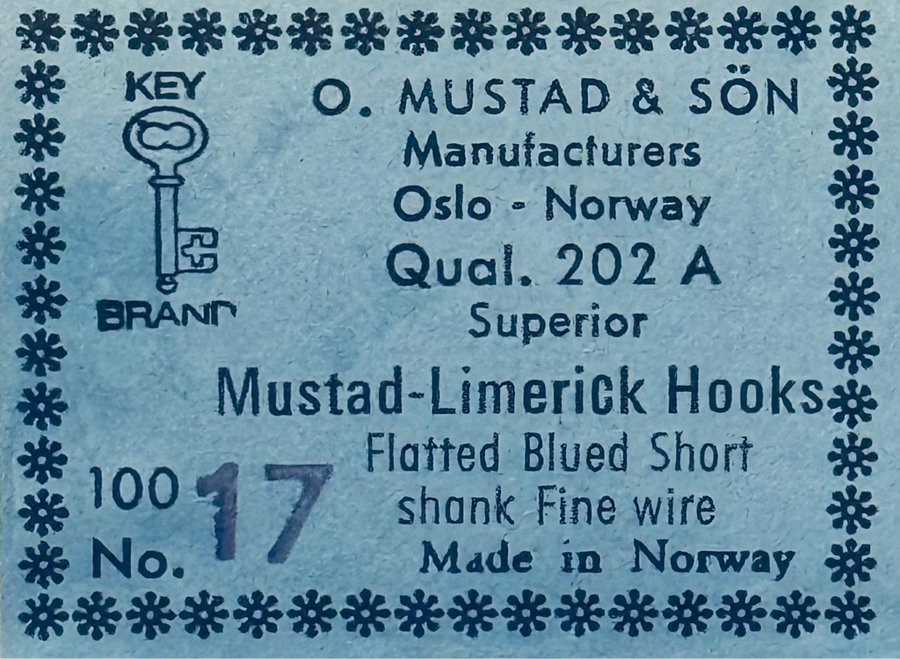 KEY
BRAND
O. MUSTAD & SÖN
Manufacturers
Oslo - Norway
Qual. 202 A
Superior
Mustad-Limerick Hooks
Flatted Blued Short
shank Fine wire
Made in Norway
100
No. 17